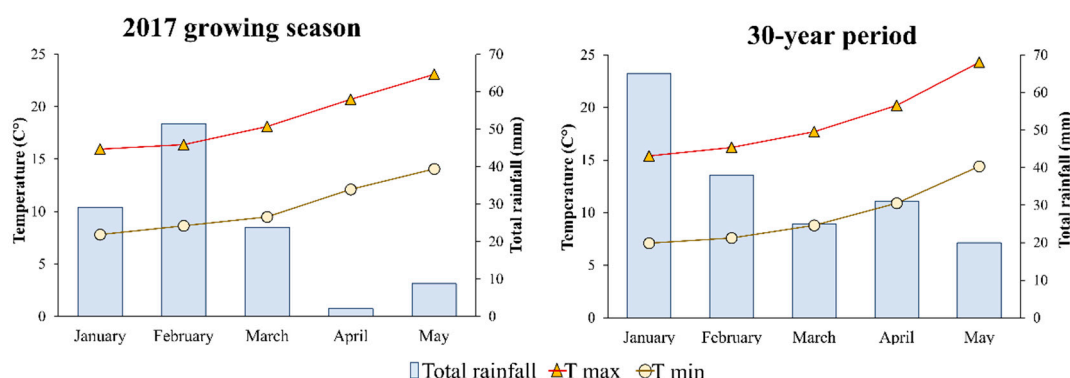 2017 growing season
25
20
15
10
5
0
Temperature (C°)
70
60
50
40
30
20
10
0
Total rainfall (mm)
January
February
March
April
May
30-year period
25
20
15
10
5
0
Temperature (C°)
70
60
50
40
30
20
10
0
Total rainfall (mm)
January
February
March
April
May
Total rainfall
T max
T min